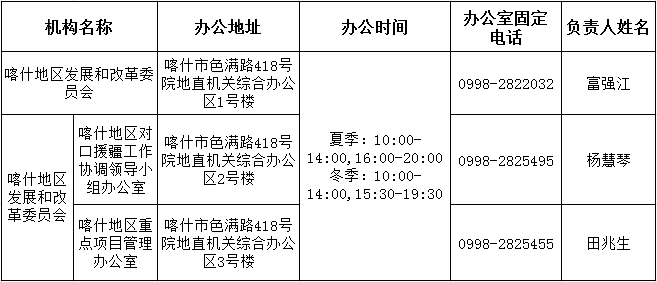 机构名称
办公地址
办公时间
办公室固定
电话
负责人姓名
喀什地区发展和改革委
员会
喀什市色满路418号
院地直机关综合办公
区1号楼
夏季：10:00-
14:00,16:00-20:00
冬季：10:00-
14:00,15:30-19:30
0998-2822032
富强江
喀什地区
发展和改
革委员会
喀什地区对
口援疆工作
协调领导小
组办公室
喀什市色满路418号
院地直机关综合办公
区2号楼
0998-2825495
杨慧琴
喀什地区重
点项目管理
办公室
喀什市色满路418号
院地直机关综合办公
区3号楼
0998-2825455
田兆生